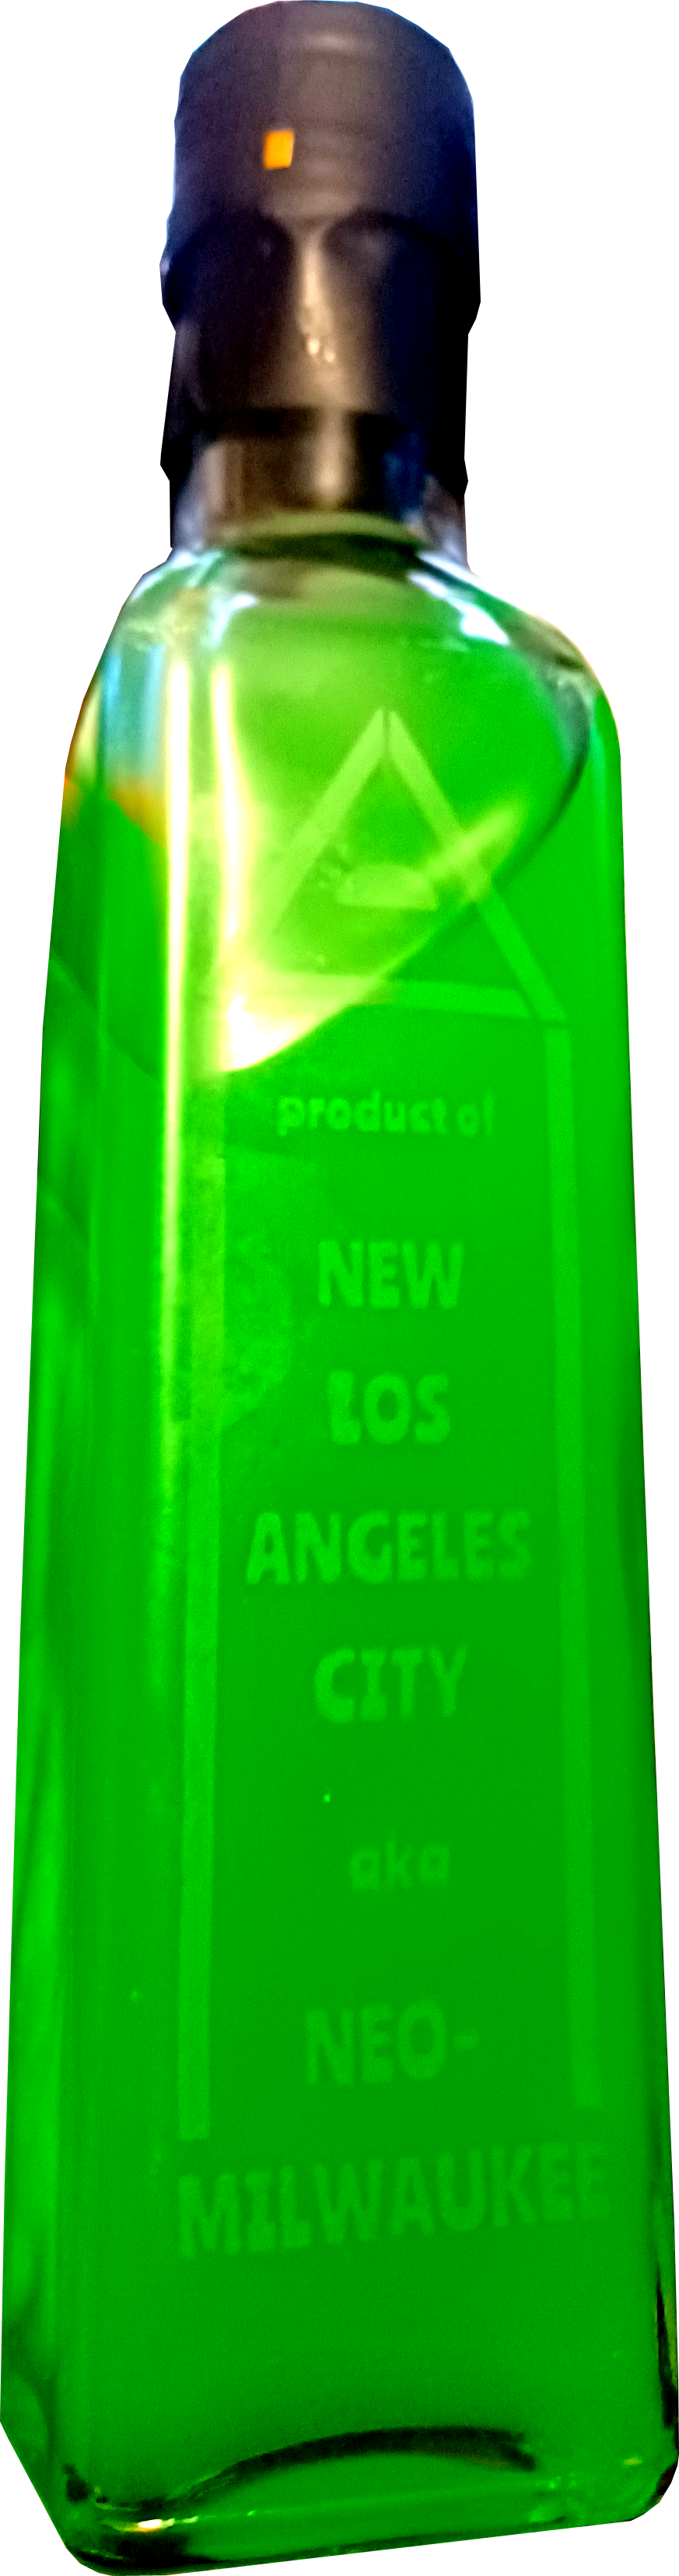 product of
NEW
LOS
ANGELES
CITY
aka
NEO-
MILWAUKEE